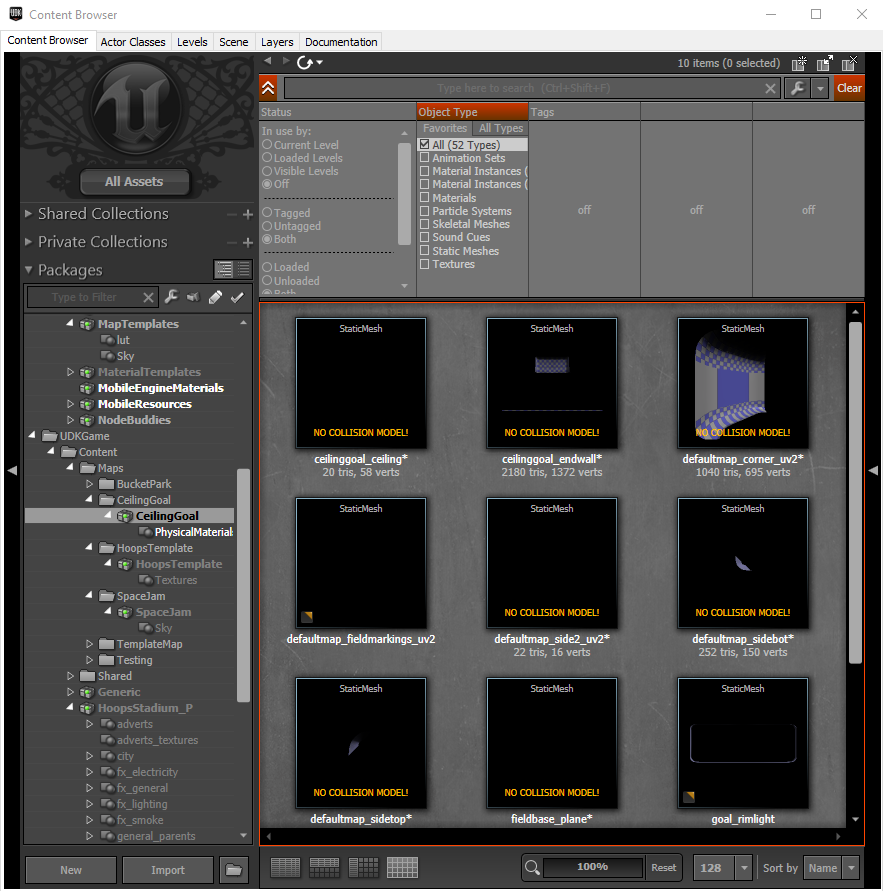 UDK Content Browser
Content Browser Actor Classes Levels Scene Layers Documentation
10 items (0 selected)
Type here to search (Ctrl+Shift+F) Clear
All Assets
Shared Collections
Private Collections
Packages
Type to Filter
MapTemplates
lut
Sky
MaterialTemplates
MobileEngineMaterials
MobileResources
NodeBuddies
UDKGame
Content
Maps
BucketPark
CeilingGoal
CeilingGoal
PhysicalMaterial
HoopsTemplate
HoopsTemplate
Textures
SpaceJam
SpaceJam
Sky
TemplateMap
Testing
Shared
Generic
HoopsStadium_P
adverts
adverts_textures
city
fx_electricity
fx_general
fx_lighting
fx_smoke
general_parents
New Import
Status
In use by:
Current Level
Loaded Levels
Visible Levels
Off
Tagged
Untagged
Both
Loaded
Unloaded
Both
Object Type
Favorites All Types
All (52 Types)
Animation Sets
Material Instances (
Material Instances (
Materials
Particle Systems
Skeletal Meshes
Sound Cues
Static Meshes
Textures
Tags
off off off
StaticMesh StaticMesh StaticMesh
NO COLLISION MODEL! NO COLLISION MODEL! NO COLLISION MODEL!
ceilinggoal_ceiling* ceilinggoal_endwall* defaultmap_corner_uv2*
20 tris, 58 verts 2180 tris, 1372 verts 1040 tris, 695 verts
StaticMesh StaticMesh StaticMesh
NO COLLISION MODEL! NO COLLISION MODEL!
defaultmap_fieldmarkings_uv2 defaultmap_side2_uv2* defaultmap_sidebot*
22 tris, 16 verts 252 tris, 150 verts
StaticMesh StaticMesh StaticMesh
NO COLLISION MODEL! NO COLLISION MODEL!
defaultmap_sidetop* fieldbase_plane* goal_rimlight
100% Reset 128 Sort by Name